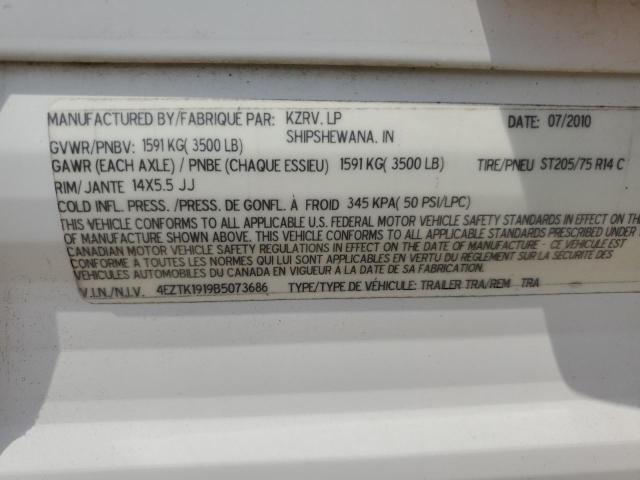 MANUFACTURED BY/FABRIQUÉ PAR: KZRV, LP DATE: 07/2010
SHIPSHEWANA, IN
GVWR/PNBV: 1591 KG( 3500 LB)
GAWR (EACH AXLE) / PNBE (CHAQUE ESSIEU) 1591 KG( 3500 LB) TIRE/PNEU ST205/75 R14 C
RIM/JANTE 14X5.5 JJ
COLD INFL. PRESS. /PRESS. DE GONFL. À FROID 345 KPA( 50 PSI/LPC)
THIS VEHICLE CONFORMS TO ALL APPLICABLE U.S. FEDERAL MOTOR VEHICLE SAFETY STANDARDS IN EFFECT ON
OF MANUFACTURE SHOWN ABOVE. THIS VEHICLE CONFORMS TO ALL APPLICABLE STANDARDS PRESCRIBED UNDER
CANADIAN MOTOR VEHICLE SAFETY REGULATIONS IN EFFECT ON THE DATE OF MANUFACTURE - CE VÉHICULE EST
CONFORME À TOUTES LES NORMES QUI LUI SONT APPLICABLES EN VERTU DU RÈGLEMENT SUR LA SECURITE DES
VÉHICULES AUTOMOBILES DU CANADA EN VIGUEUR À LA DATE DE SA FABRICATION.
V.I.N./N.I.V. 4EZTK1919B5073686 TYPE/TYPE DE VÉHICULE: TRAILER TRA/REM TRA